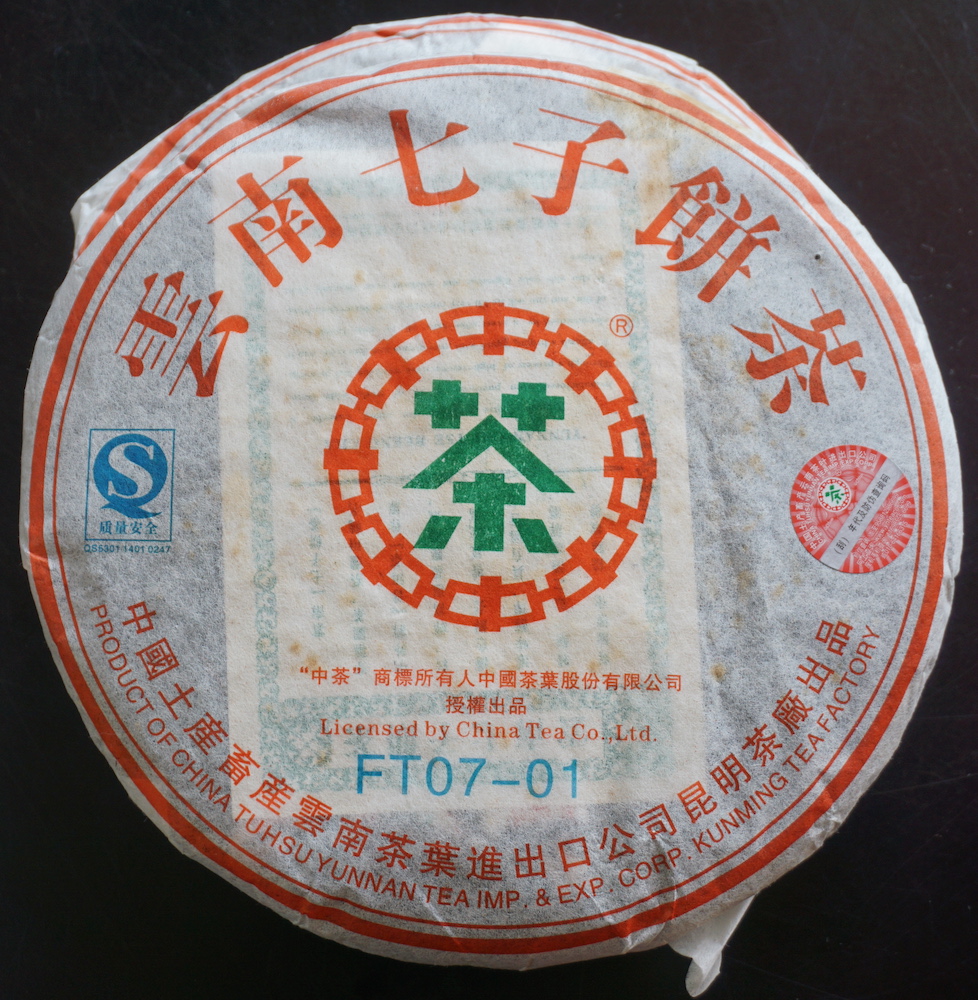 雲南七子餅茶
®
茶
S
质量安全
QS5301 1401 0247
“中茶”商標所有人中國茶葉股份有限公司
授權出品
Licensed by China Tea Co.,Ltd.
FT07-01
中國土產畜產雲南茶葉進出口公司昆明茶廠出品
PRODUCT OF CHINA TUHSU YUNNAN TEA IMP. & EXP. CORP. KUNMING TEA FACTORY